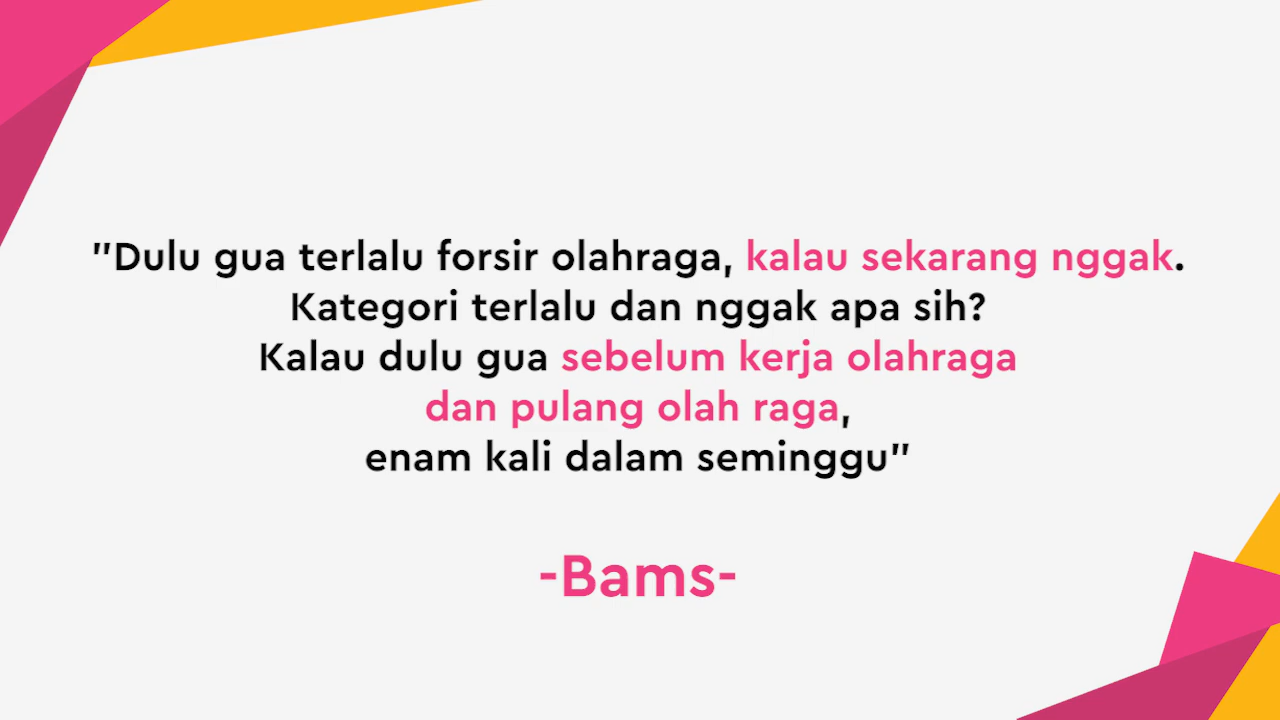 "Dulu gua terlalu forsir olahraga, kalau sekarang nggak.
Kategori terlalu dan nggak apa sih?
Kalau dulu gua sebelum kerja olahraga
dan pulang olah raga,
enam kali dalam seminggu"
-Bams-